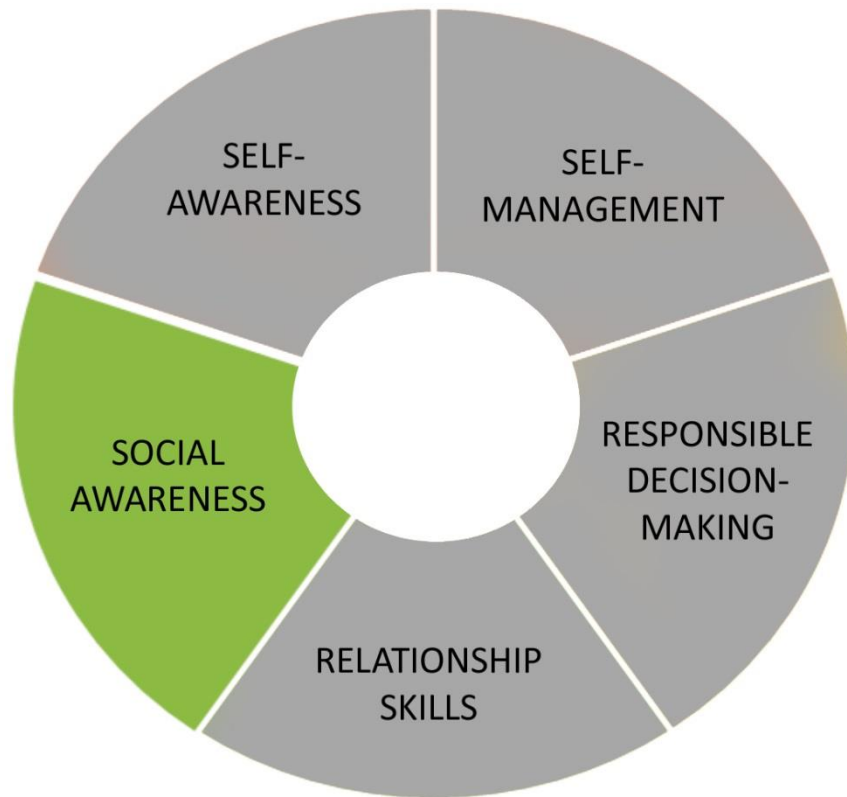 SELF-
AWARENESS
SELF-
MANAGEMENT
SOCIAL
AWARENESS
RESPONSIBLE
DECISION-
MAKING
RELATIONSHIP
SKILLS